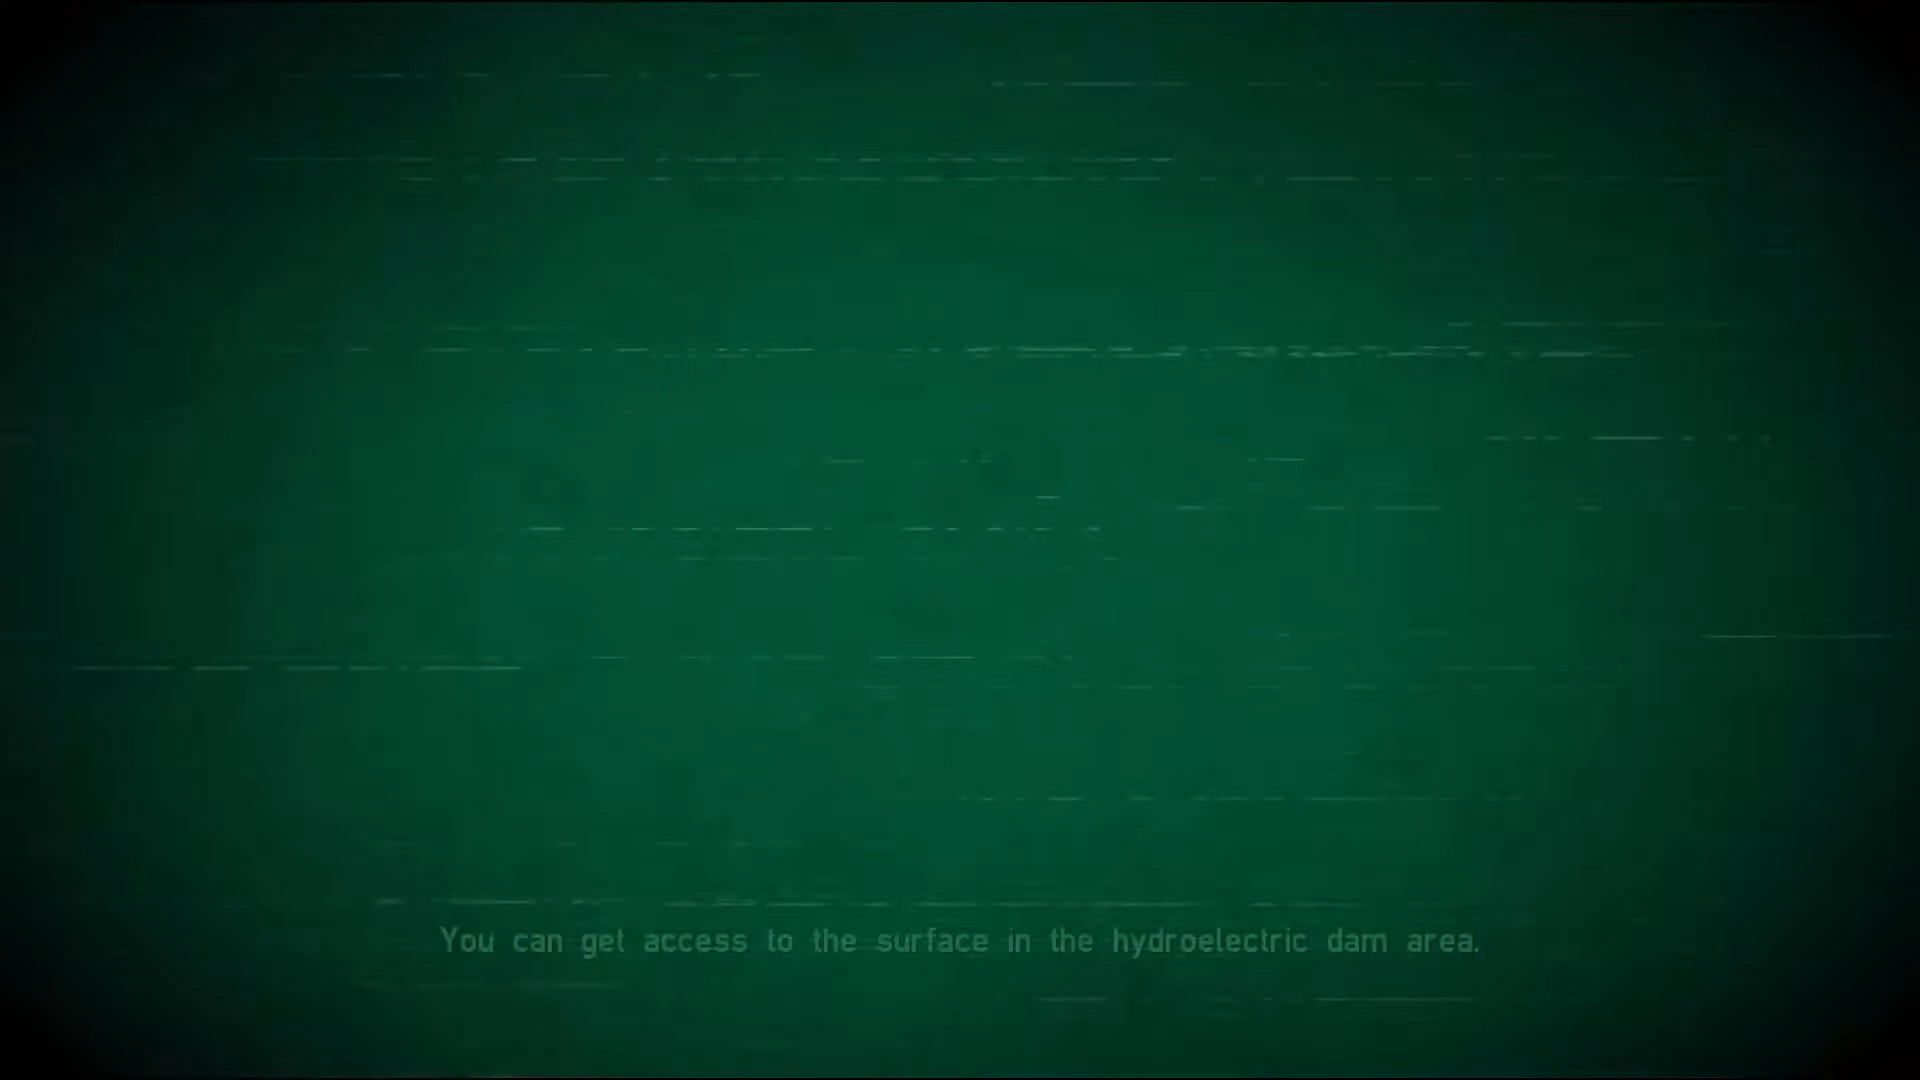 You can get access to the surface in the hydroelectric dam area.